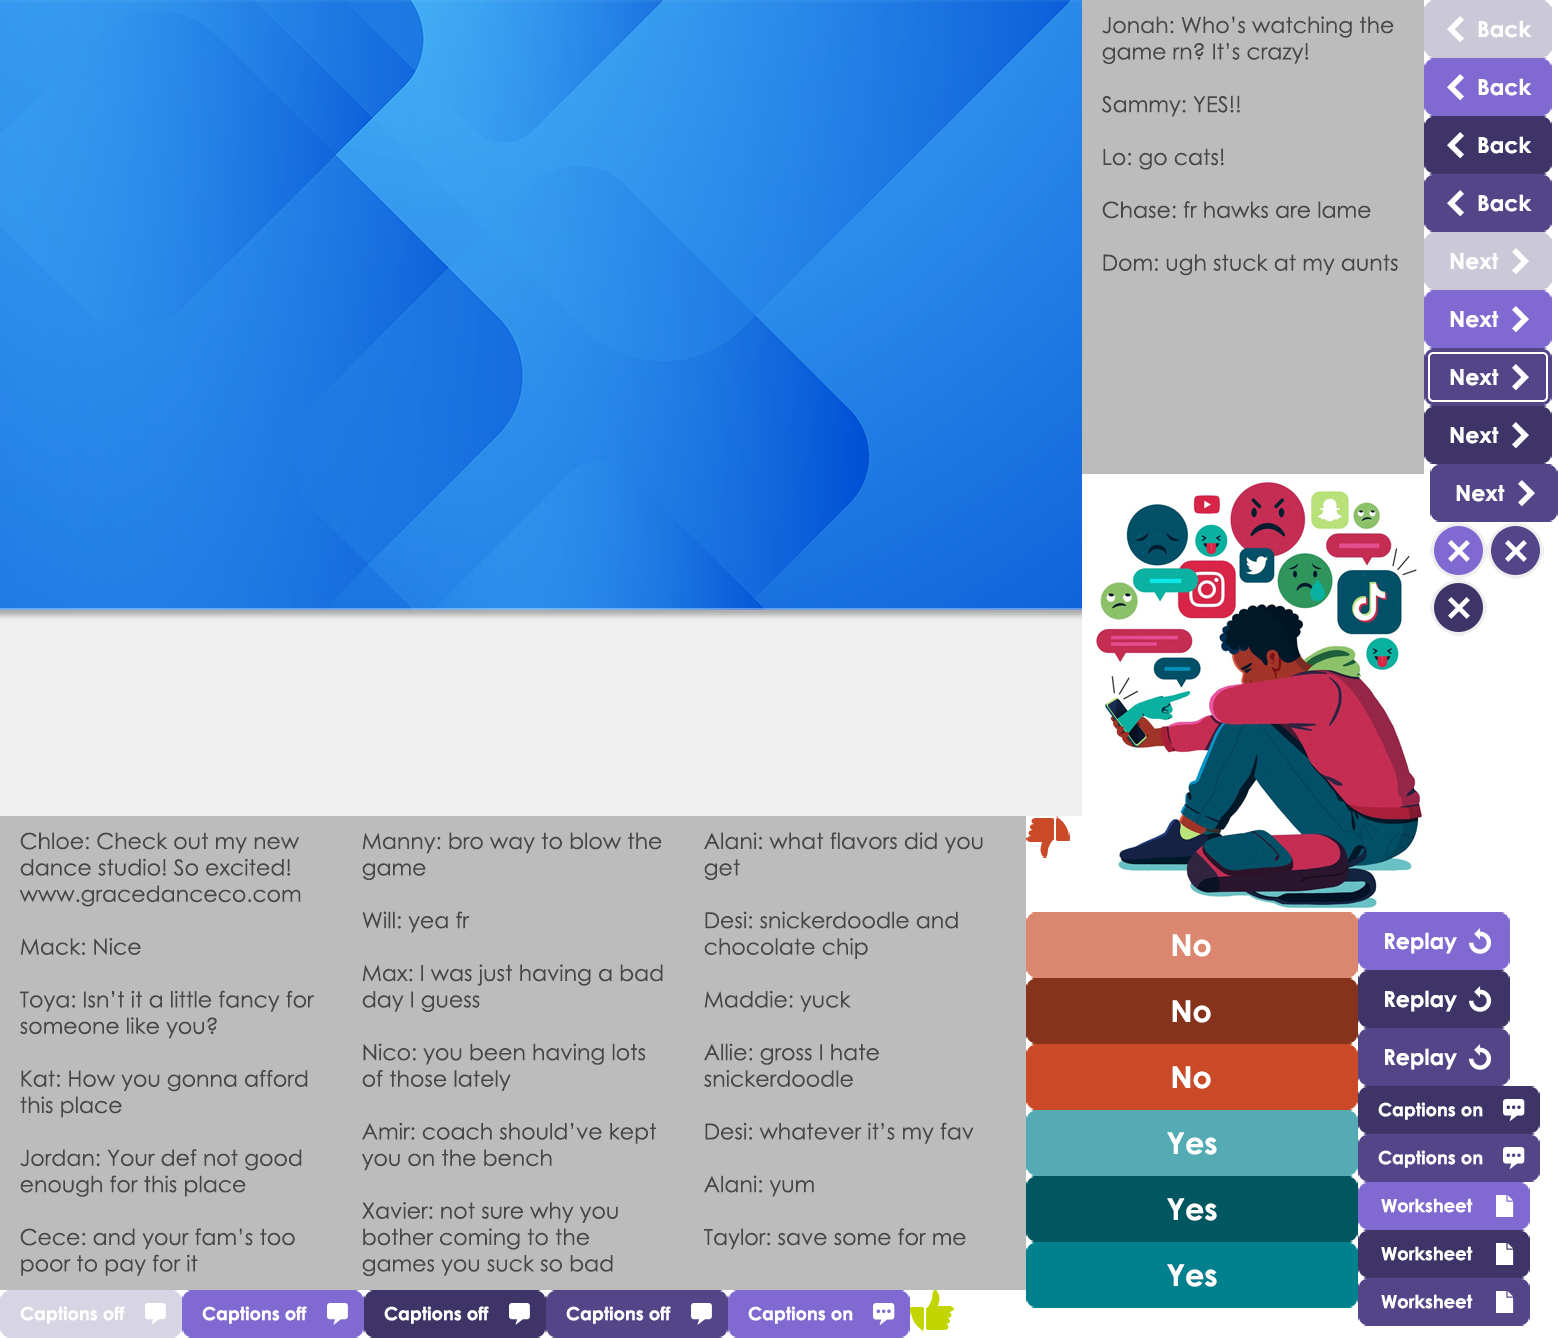 Jonah: Who’s watching the
game rn? It’s crazy!
Sammy: YES!!
Lo: go cats!
Chase: fr hawks are lame
Dom: ugh stuck at my aunts
Back
Back
Back
Back
Next
Next
Next
Next
Next
Chloe: Check out my new
dance studio! So excited!
www.gracedanceco.com
Mack: Nice
Toya: Isn’t it a little fancy for
someone like you?
Kat: How you gonna afford
this place
Jordan: Your def not good
enough for this place
Cece: and your fam’s too
poor to pay for it
Manny: bro way to blow the
game
Will: yea fr
Max: I was just having a bad
day I guess
Nico: you been having lots
of those lately
Amir: coach should’ve kept
you on the bench
Xavier: not sure why you
bother coming to the
games you suck so bad
Alani: what flavors did you
get
Desi: snickerdoodle and
chocolate chip
Maddie: yuck
Allie: gross I hate
snickerdoodle
Desi: whatever it’s my fav
Alani: yum
Taylor: save some for me
No
No
No
Yes
Yes
Yes
Replay
Replay
Replay
Captions on
Captions on
Worksheet
Worksheet
Worksheet
Captions off
Captions off
Captions off
Captions off
Captions on